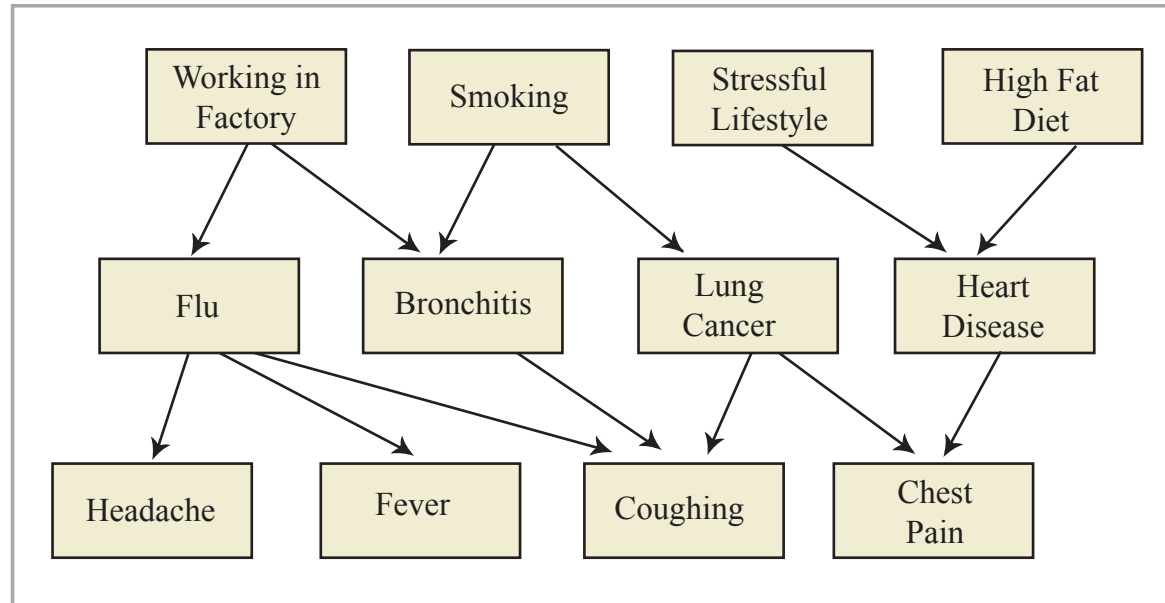 Working in
Factory
Smoking
Stressful
Lifestyle
High Fat
Diet
Flu
Bronchitis
Lung
Cancer
Heart
Disease
Headache
Fever
Coughing
Chest
Pain